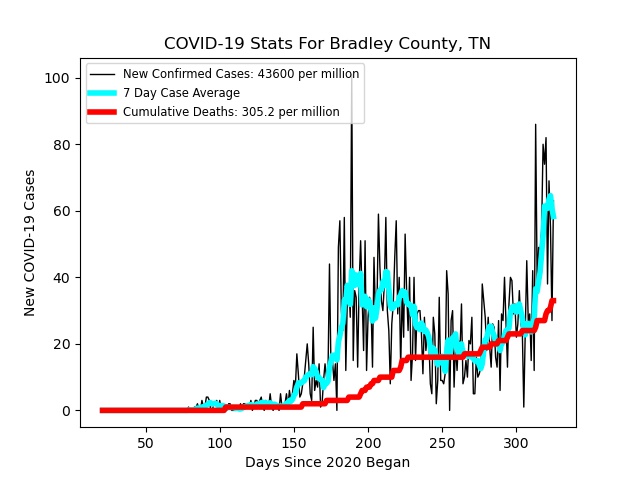 COVID-19 Stats For Bradley County, TN
New Confirmed Cases: 43600 per million
7 Day Case Average
Cumulative Deaths: 305.2 per million
New COVID-19 Cases
100
80
60
40
20
0
50 100 150 200 250 300
Days Since 2020 Began